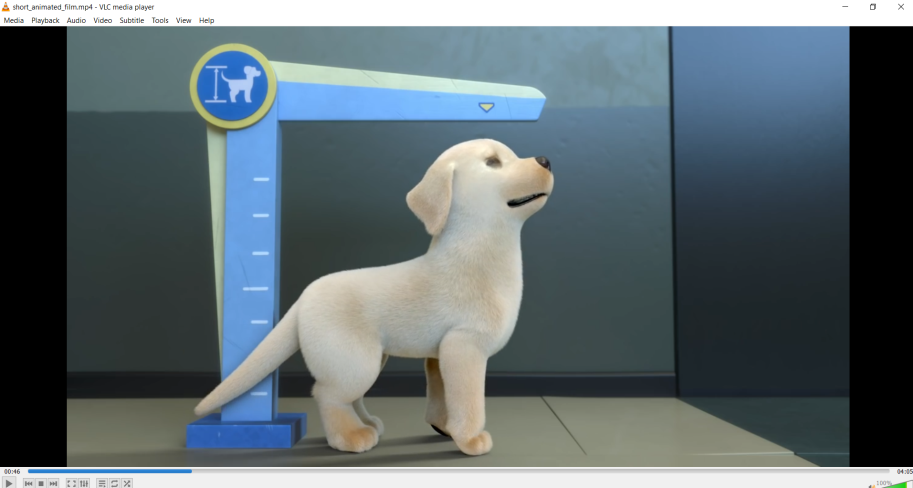 short_animated_film.mp4 - VLC media player
Media Playback Audio Video Subtitle Tools View Help
00:46
04:05
100%